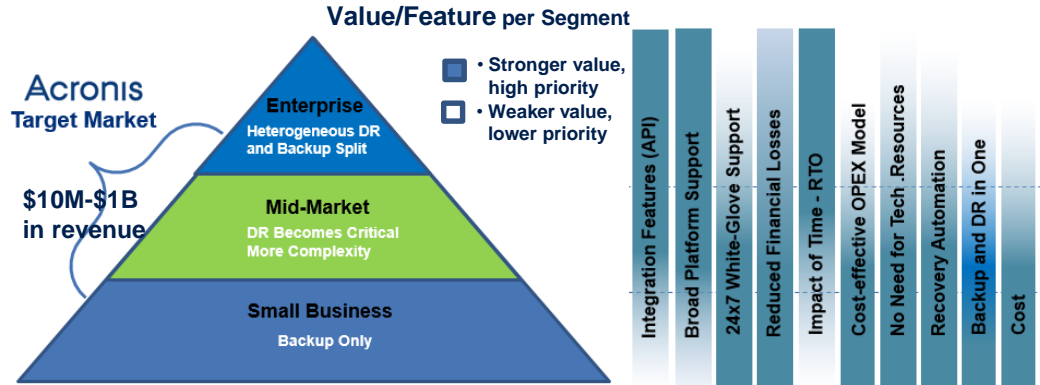 Value/Feature per Segment
• Stronger value,
high priority
• Weaker value,
lower priority
Acronis
Target Market
$10M-$1B
in revenue
Enterprise
Heterogeneous DR
and Backup Split
Mid-Market
DR Becomes Critical
More Complexity
Small Business
Backup Only
Integration Features (API)
Broad Platform Support
24x7 White-Glove Support
Reduced Financial Losses
Impact of Time - RTO
Cost-effective OPEX Model
No Need for Tech .Resources
Recovery Automation
Backup and DR in One
Cost